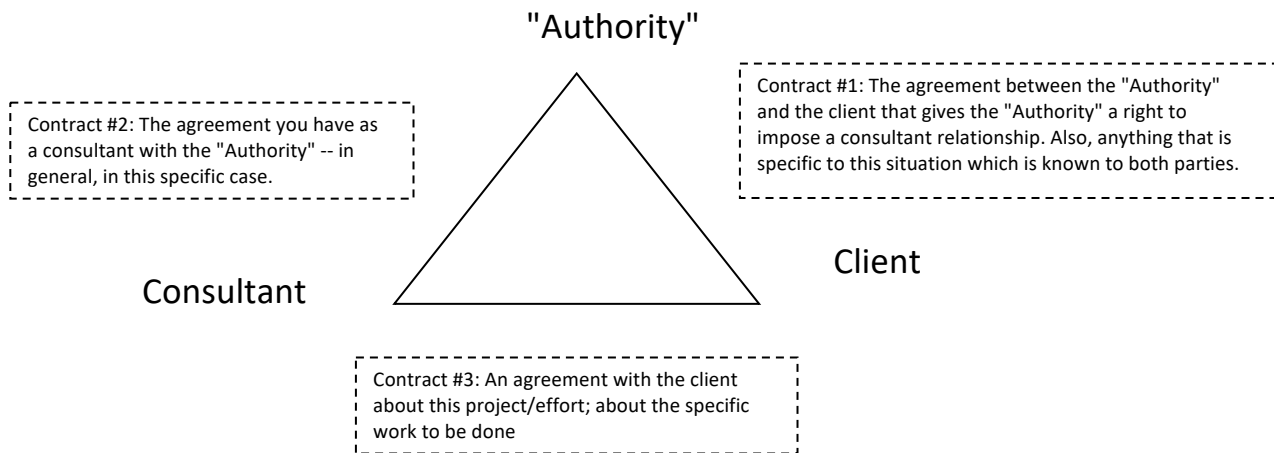 "Authority"
Contract #1: The agreement between the "Authority"
and the client that gives the "Authority" a right to
impose a consultant relationship. Also, anything that is
specific to this situation which is known to both parties.
Contract #2: The agreement you have as
a consultant with the "Authority" -- in
general, in this specific case.
Client
Consultant
Contract #3: An agreement with the client
about this project/effort; about the specific
work to be done